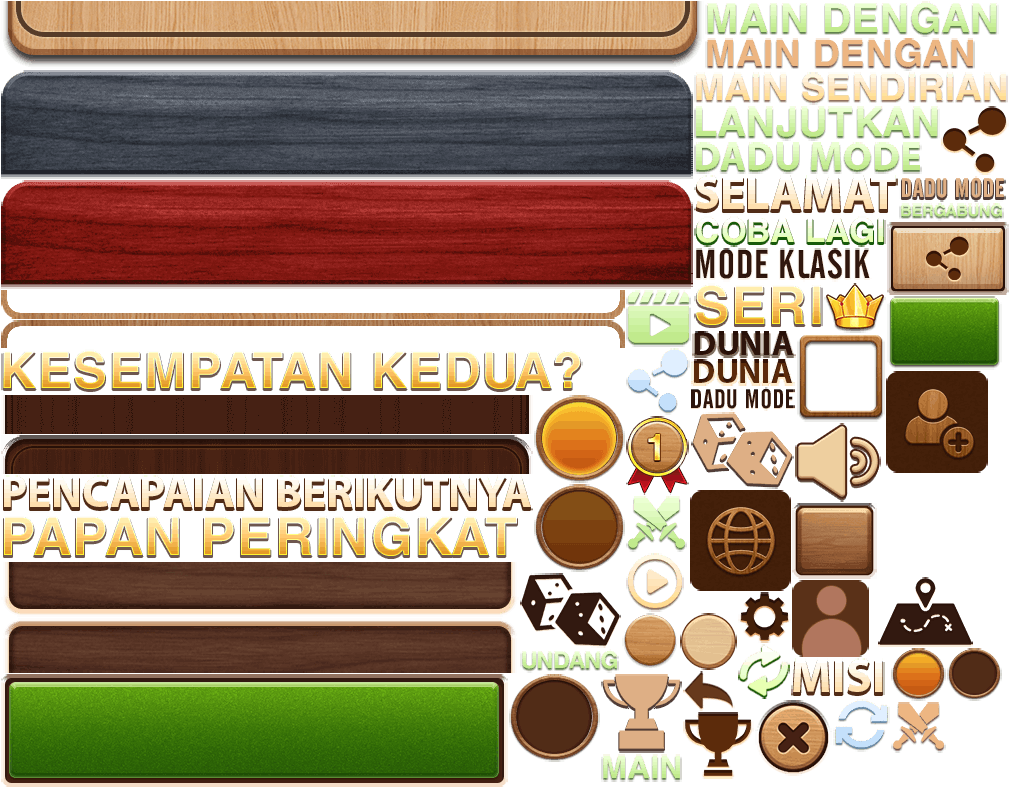 MAIN DENGAN
MAIN DENGAN
MAIN SENDIRIAN
LANJUTKAN
DADU MODE
SELAMAT
DADU MODE
BERGABUNG
COBA LAGI
MODE KLASIK
SERI
DUNIA
DUNIA
DADU MODE
KESEMPATAN KEDUA?
1
PENCAPAIAN BERIKUTNYA
PAPAN PERINGKAT
UNDANG
MISI
MAIN